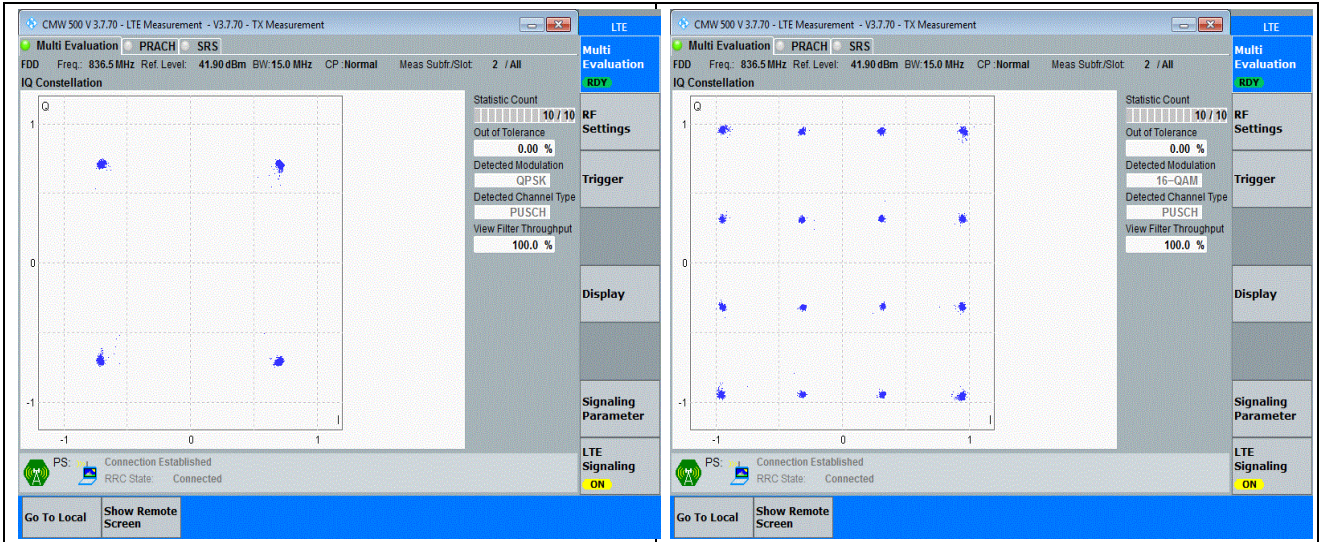 CMW 500 V 3.7.70 - LTE Measurement - V3.7.70 - TX Measurement
LTE
Multi Evaluation PRACH SRS
Multi
Evaluation
RDY
FDD Freq.: 836.5 MHz Ref. Level: 41.90 dBm BW: 15.0 MHz CP :Normal Meas Subfr./Slot: 2 / All
IQ Constellation
Q
1
0
-1
-1
0
1
I
Statistic Count
10 / 10
Out of Tolerance
0.00 %
Detected Modulation
QPSK
Detected Channel Type
PUSCH
View Filter Throughput
100.0 %
RF
Settings
Trigger
Display
Signaling
Parameter
LTE
Signaling
ON
PS: Connection Established
RRC State: Connected
Go To Local
Show Remote
Screen
CMW 500 V 3.7.70 - LTE Measurement - V3.7.70 - TX Measurement
LTE
Multi Evaluation PRACH SRS
Multi
Evaluation
RDY
FDD Freq.: 836.5 MHz Ref. Level: 41.90 dBm BW: 15.0 MHz CP :Normal Meas Subfr./Slot: 2 / All
IQ Constellation
Q
1
0
-1
-1
0
1
I
Statistic Count
10 / 10
Out of Tolerance
0.00 %
Detected Modulation
16-QAM
Detected Channel Type
PUSCH
View Filter Throughput
100.0 %
RF
Settings
Trigger
Display
Signaling
Parameter
LTE
Signaling
ON
PS: Connection Established
RRC State: Connected
Go To Local
Show Remote
Screen